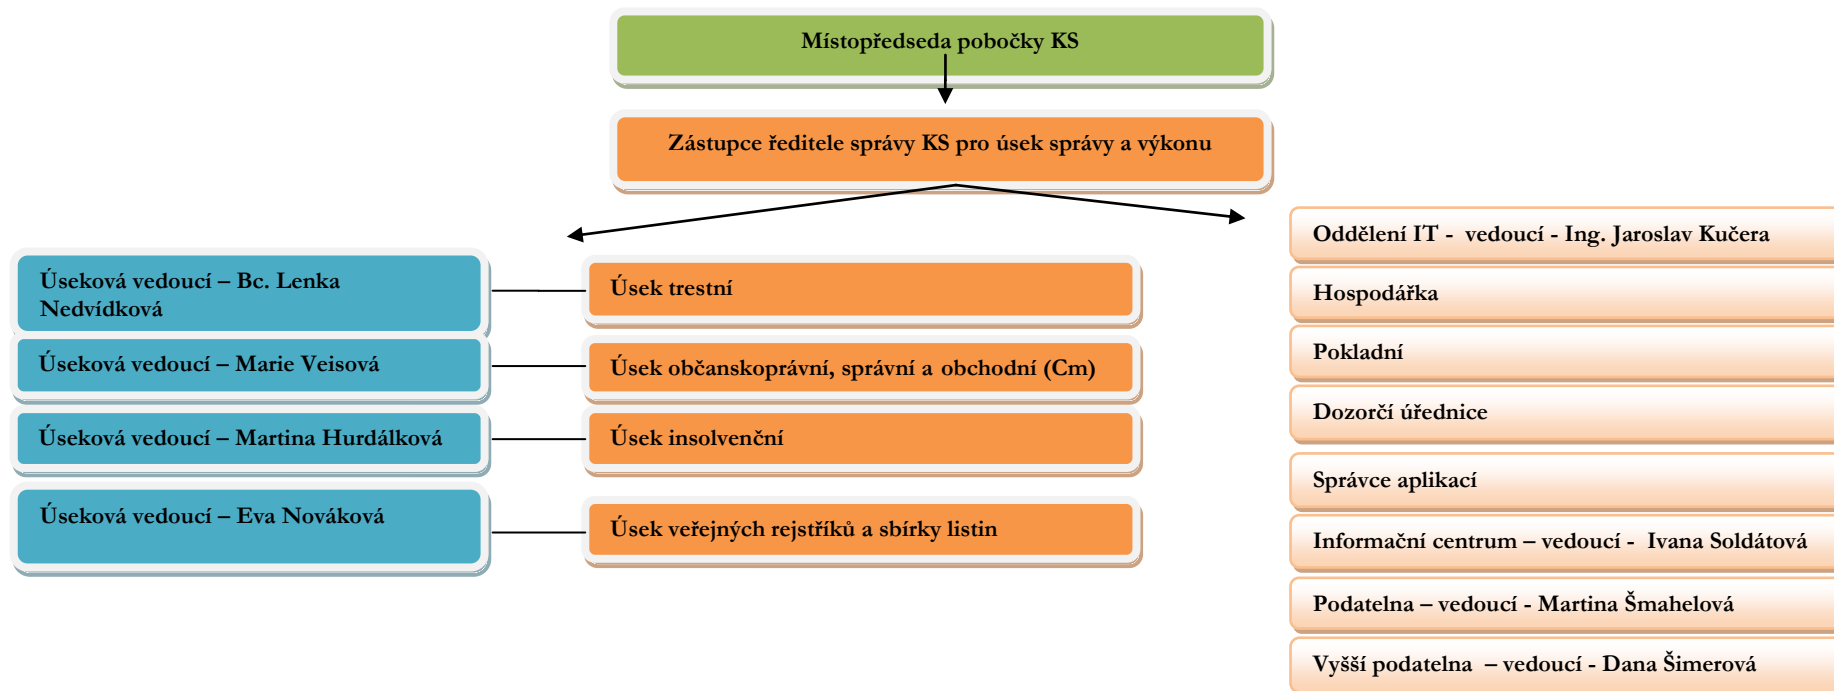 Místopředseda pobočky KS
Zástupce ředitele správy KS pro úsek správy a výkonu
Úseková vedoucí – Bc. Lenka
Nedvídková
Úsek trestní
Úseková vedoucí – Marie Veisová
Úsek občanskoprávní, správní a obchodní (Cm)
Úseková vedoucí – Martina Hurdálková
Úsek insolvenční
Úseková vedoucí – Eva Nováková
Úsek veřejných rejstříků a sbírky listin
Oddělení IT - vedoucí - Ing. Jaroslav Kučera
Hospodářka
Pokladní
Dozorčí úřednice
Správce aplikací
Informační centrum – vedoucí - Ivana Soldátová
Podatelna – vedoucí - Martina Šmahelová
Vyšší podatelna – vedoucí - Dana Šimerová